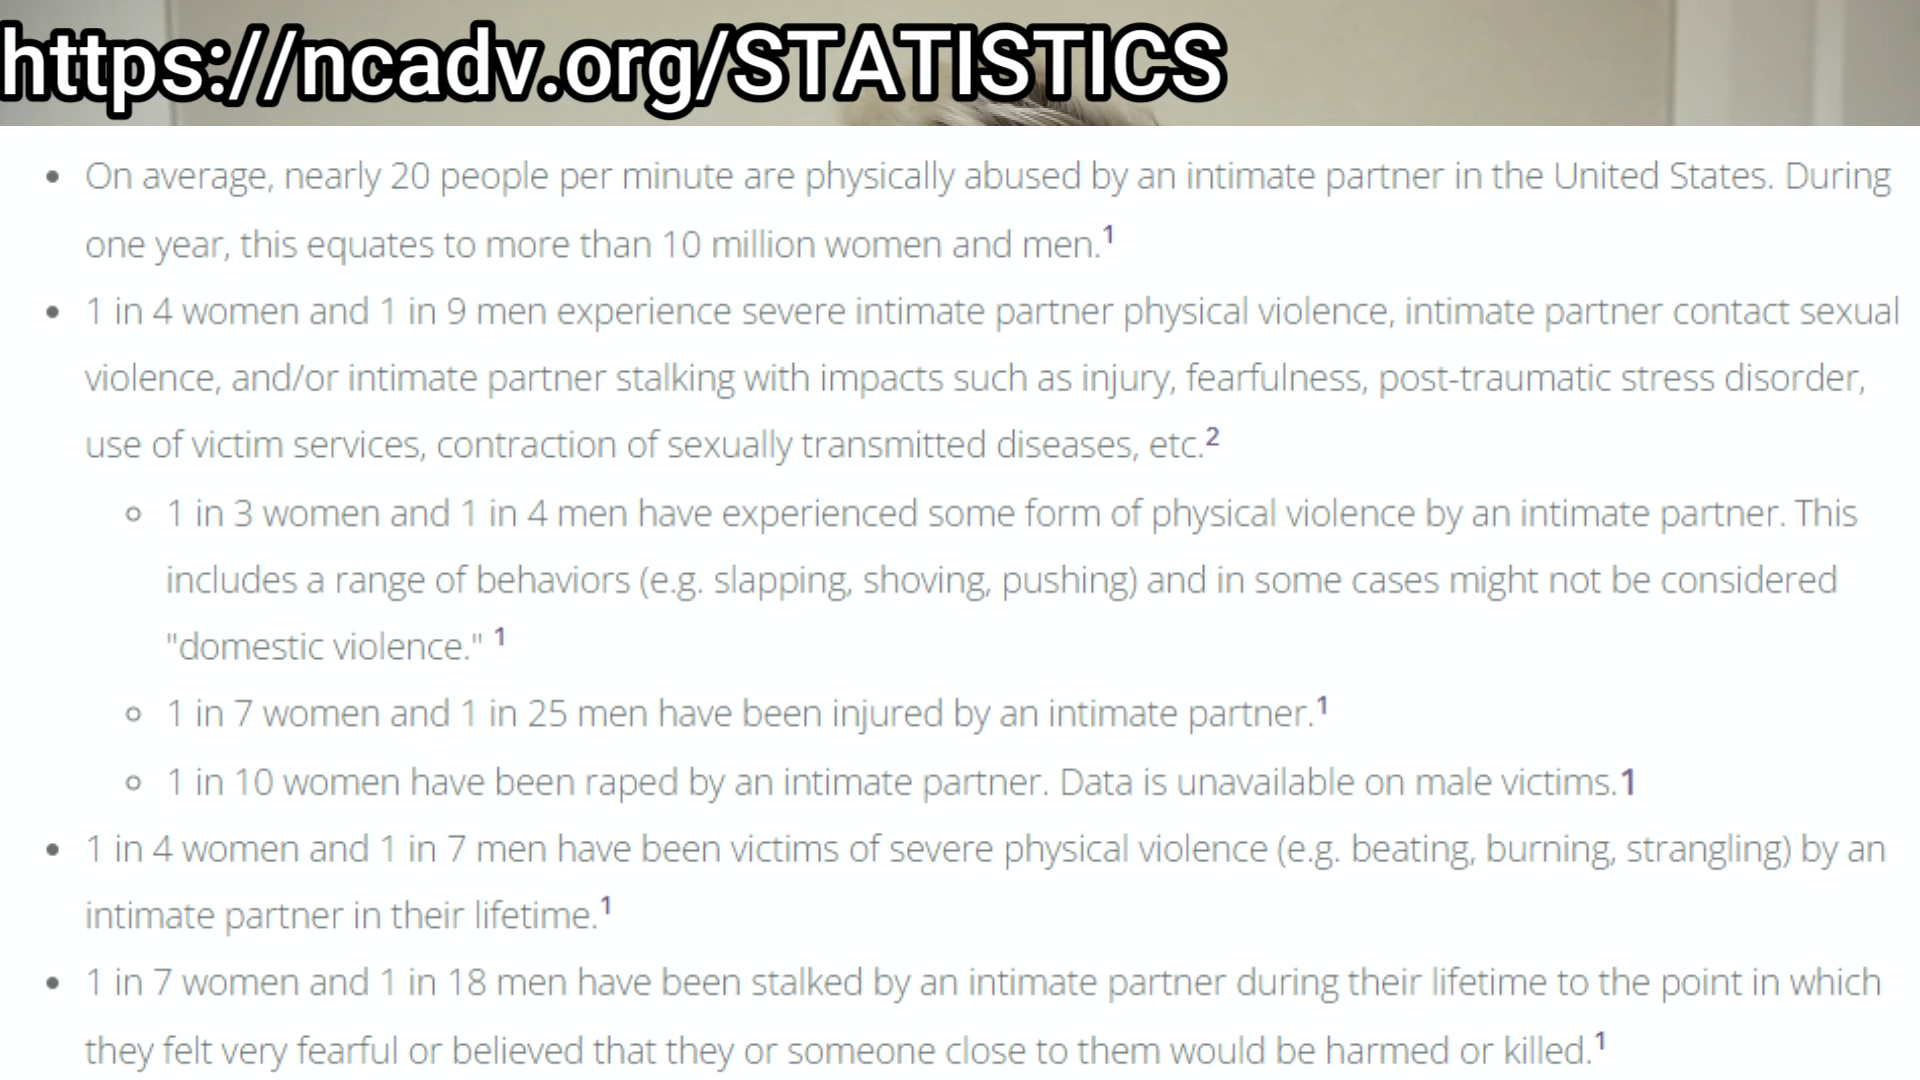 https://ncadv.org/STATISTICS
• On average, nearly 20 people per minute are physically abused by an intimate partner in the United States. During
one year, this equates to more than 10 million women and men.1
• 1 in 4 women and 1 in 9 men experience severe intimate partner physical violence, intimate partner contact sexual
violence, and/or intimate partner stalking with impacts such as injury, fearfulness, post-traumatic stress disorder,
use of victim services, contraction of sexually transmitted diseases, etc.2
◦ 1 in 3 women and 1 in 4 men have experienced some form of physical violence by an intimate partner. This
includes a range of behaviors (e.g. slapping, shoving, pushing) and in some cases might not be considered
"domestic violence." 1
◦ 1 in 7 women and 1 in 25 men have been injured by an intimate partner.1
◦ 1 in 10 women have been raped by an intimate partner. Data is unavailable on male victims.1
• 1 in 4 women and 1 in 7 men have been victims of severe physical violence (e.g. beating, burning, strangling) by an
intimate partner in their lifetime.1
• 1 in 7 women and 1 in 18 men have been stalked by an intimate partner during their lifetime to the point in which
they felt very fearful or believed that they or someone close to them would be harmed or killed.1